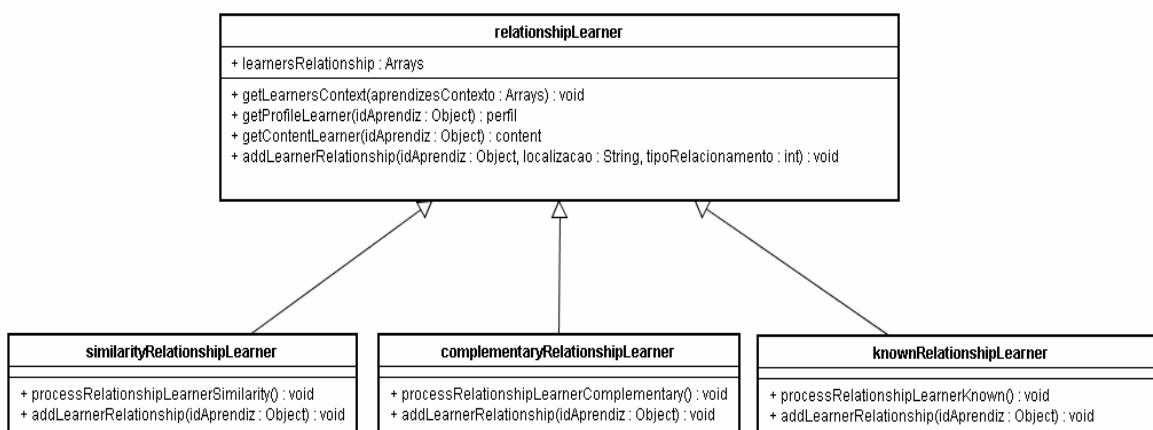 relationshipLearner
+ learnersRelationship : Arrays
+ getLearnersContext(aprendizesContexto : Arrays) : void
+ getProfileLearner(idAprendiz : Object) : perfil
+ getContentLearner(idAprendiz : Object) : content
+ addLearnerRelationship(idAprendiz : Object, localizacao : String, tipoRelacionamento : int) : void
similarityRelationshipLearner
+ processRelationshipLearnerSimilarity() : void
+ addLearnerRelationship(idAprendiz : Object) : void
complementaryRelationshipLearner
+ processRelationshipLearnerComplementary() : void
+ addLearnerRelationship(idAprendiz : Object) : void
knownRelationshipLearner
+ processRelationshipLearnerKnown() : void
+ addLearnerRelationship(idAprendiz : Object) : void